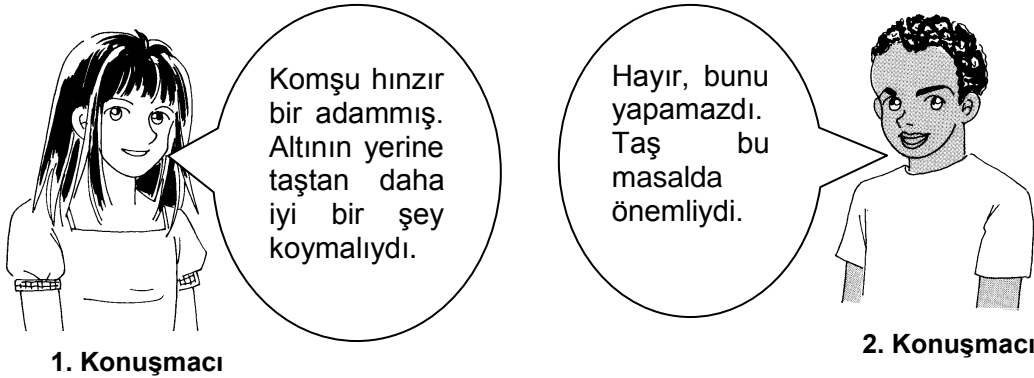 Komşu hınzır
bir adammış.
Altının yerine
taştan daha
iyi bir şey
koymalıydı.
Hayır, bunu
yapamazdı.
Taş bu
masalda
önemliydi.
1. Konuşmacı
2. Konuşmacı